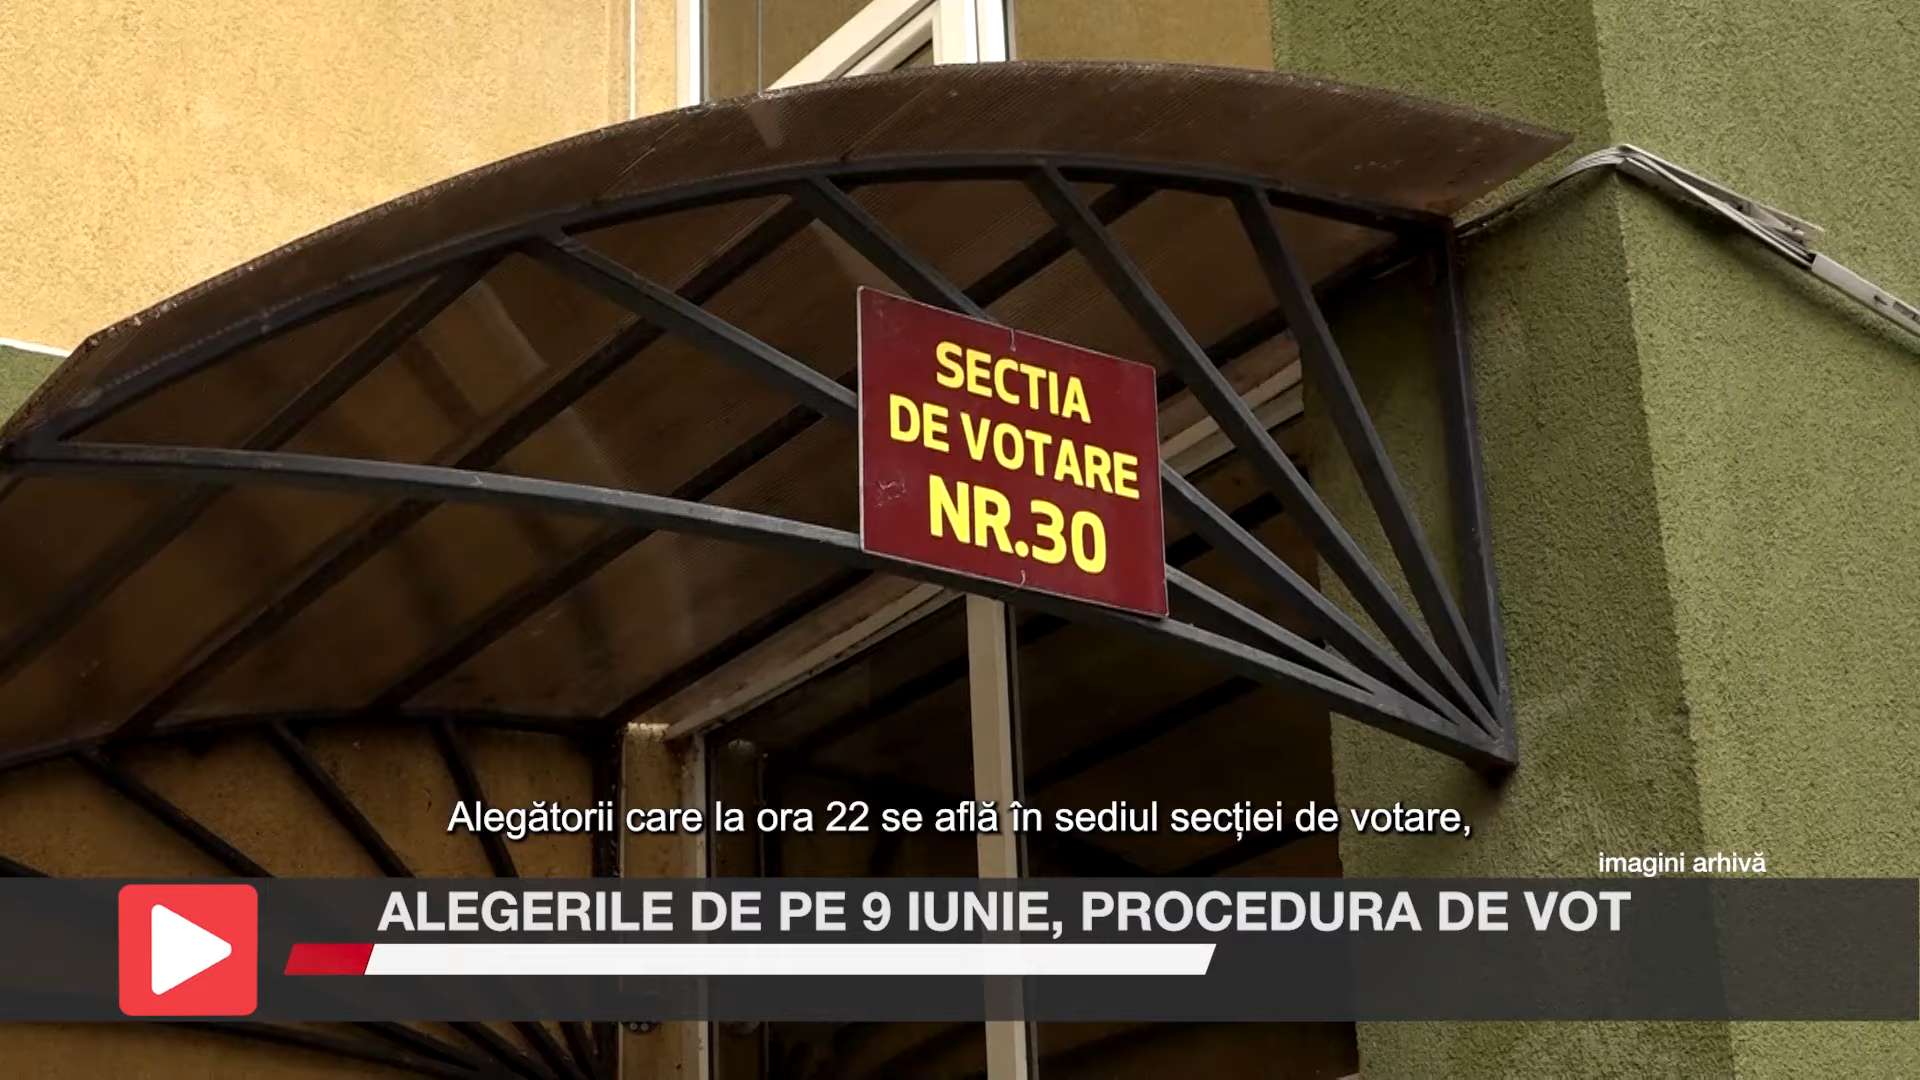 SECTIA
DE VOTARE
NR.30
Alegătorii care la ora 22 se află în sediul secției de votare,
imagini arhivă
ALEGERILE DE PE 9 IUNIE, PROCEDURA DE VOT